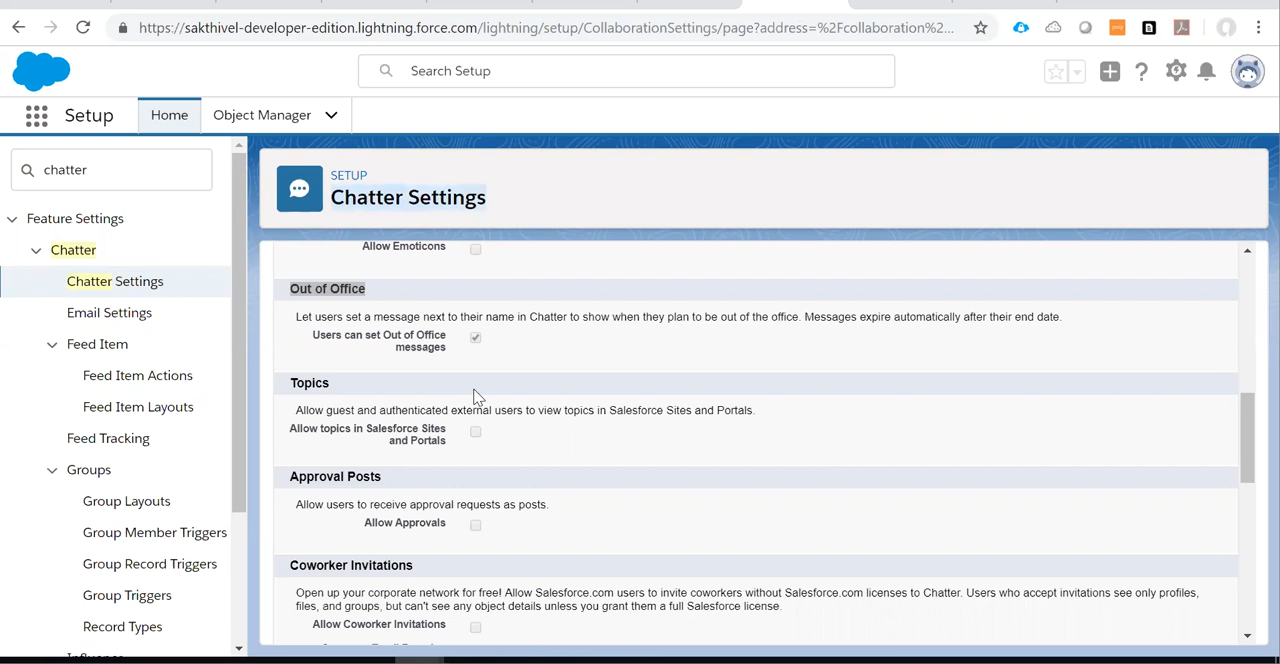 https://sakthivel-developer-edition.lightning.force.com/lightning/setup/CollaborationSettings/page?address=%2Fcollaboration%2...
Search Setup
Setup
Home
Object Manager
chatter
Feature Settings
Chatter
Chatter Settings
Email Settings
Feed Item
Feed Item Actions
Feed Item Layouts
Feed Tracking
Groups
Group Layouts
Group Member Triggers
Group Record Triggers
Group Triggers
Record Types
SETUP
Chatter Settings
Allow Emoticons
Out of Office
Let users set a message next to their name in Chatter to show when they plan to be out of the office. Messages expire automatically after their end date.
Users can set Out of Office
messages
Topics
Allow guest and authenticated external users to view topics in Salesforce Sites and Portals.
Allow topics in Salesforce Sites
and Portals
Approval Posts
Allow users to receive approval requests as posts.
Allow Approvals
Coworker Invitations
Open up your corporate network for free! Allow Salesforce.com users to invite coworkers without Salesforce.com licenses to Chatter. Users who accept invitations see only profiles,
files, and groups, but can't see any object details unless you grant them a full Salesforce license.
Allow Coworker Invitations